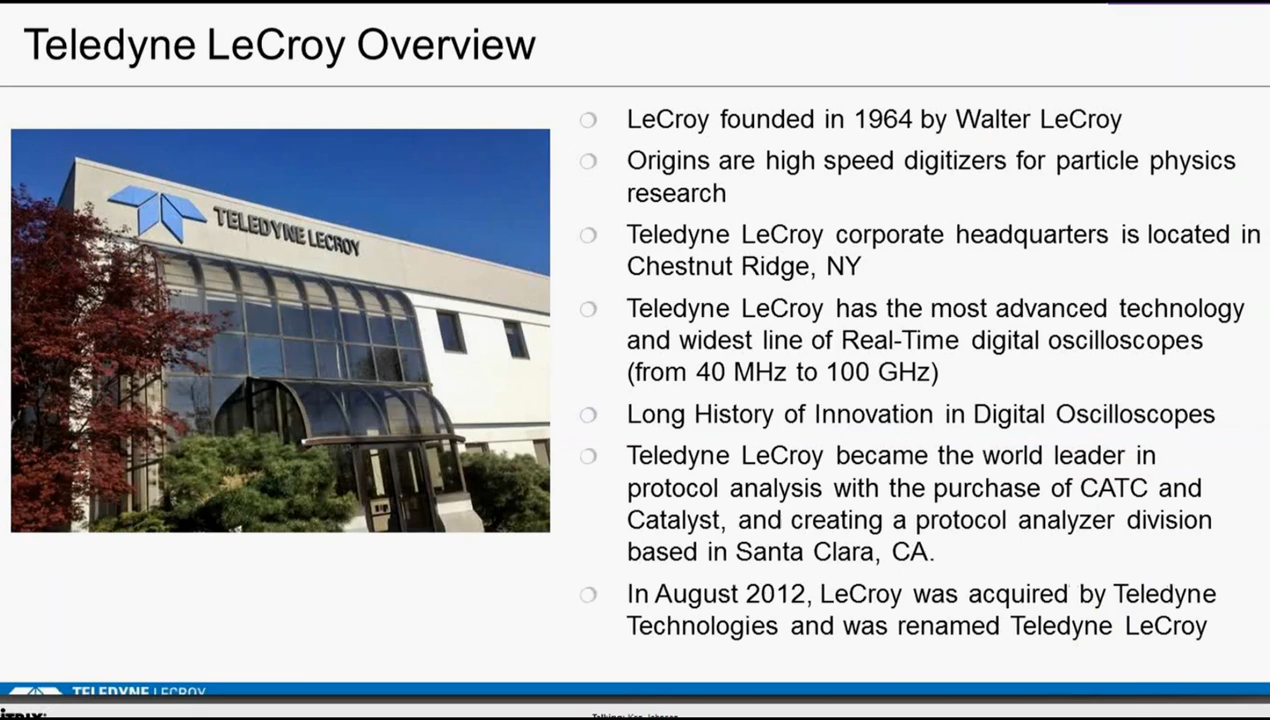 Teledyne LeCroy Overview
TELEDYNE LECROY
LeCroy founded in 1964 by Walter LeCroy
Origins are high speed digitizers for particle physics
research
Teledyne LeCroy corporate headquarters is located in
Chestnut Ridge, NY
Teledyne LeCroy has the most advanced technology
and widest line of Real-Time digital oscilloscopes
(from 40 MHz to 100 GHz)
Long History of Innovation in Digital Oscilloscopes
Teledyne LeCroy became the world leader in
protocol analysis with the purchase of CATC and
Catalyst, and creating a protocol analyzer division
based in Santa Clara, CA.
In August 2012, LeCroy was acquired by Teledyne
Technologies and was renamed Teledyne LeCroy
TELEDYNE LECROY